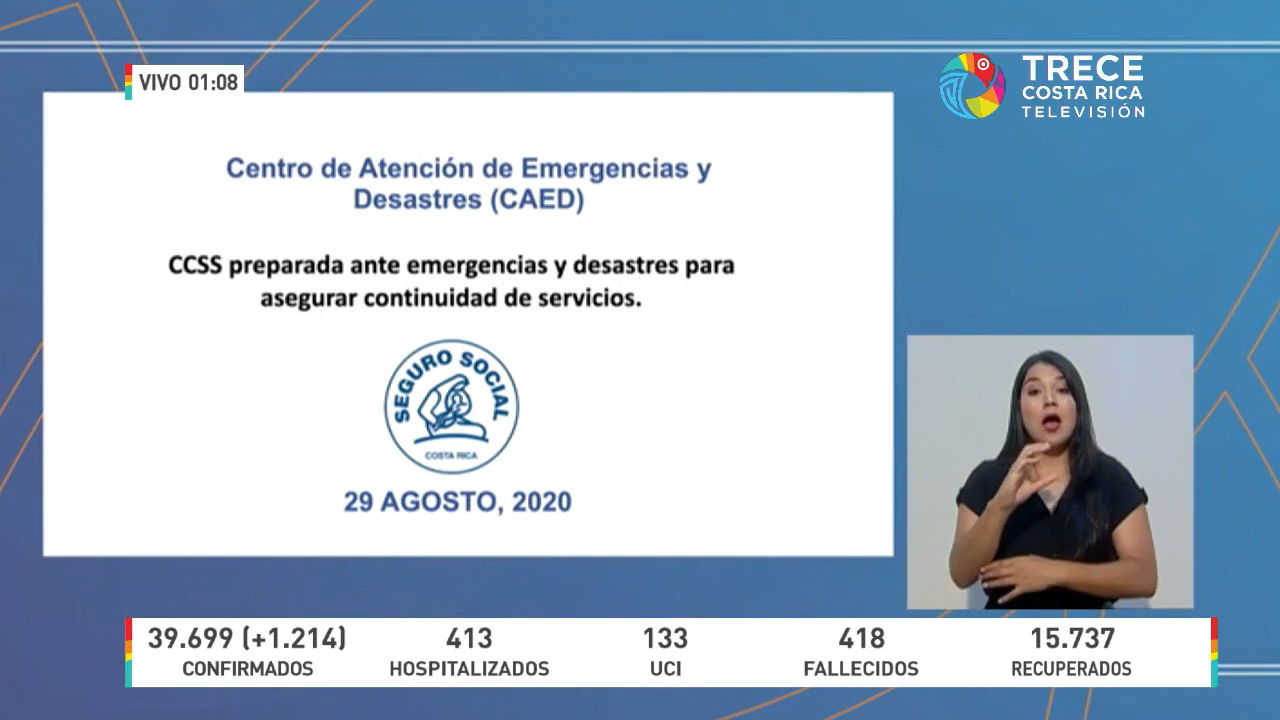 VIVO 01:08
TRECE
COSTA RICA
TELEVISIÓN
Centro de Atención de Emergencias y
Desastres (CAED)
CCSS preparada ante emergencias y desastres para
asegurar continuidad de servicios.
SEGURO SOCIAL
COSTA RICA
29 AGOSTO, 2020
39.699 (+1.214) 413 133 418 15.737
CONFIRMADOS HOSPITALIZADOS UCI FALLECIDOS RECUPERADOS